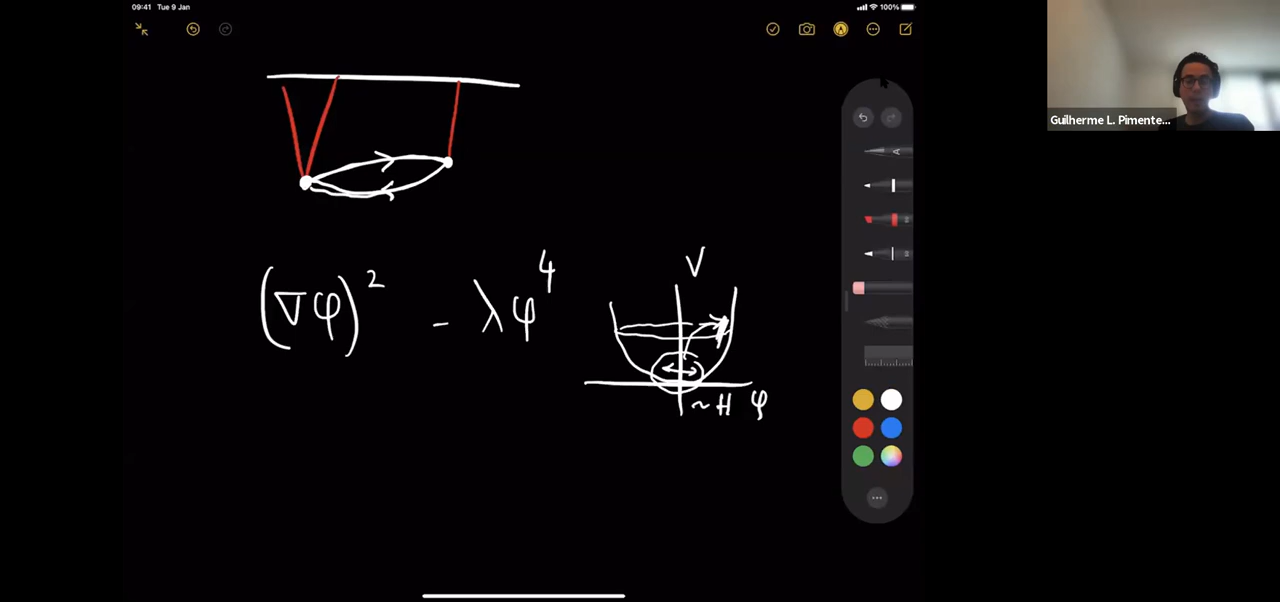 09:41 Tue 9 Jan
100%
Guilherme L. Pimente...
(∇φ)² - λφ⁴
V
~ H φ